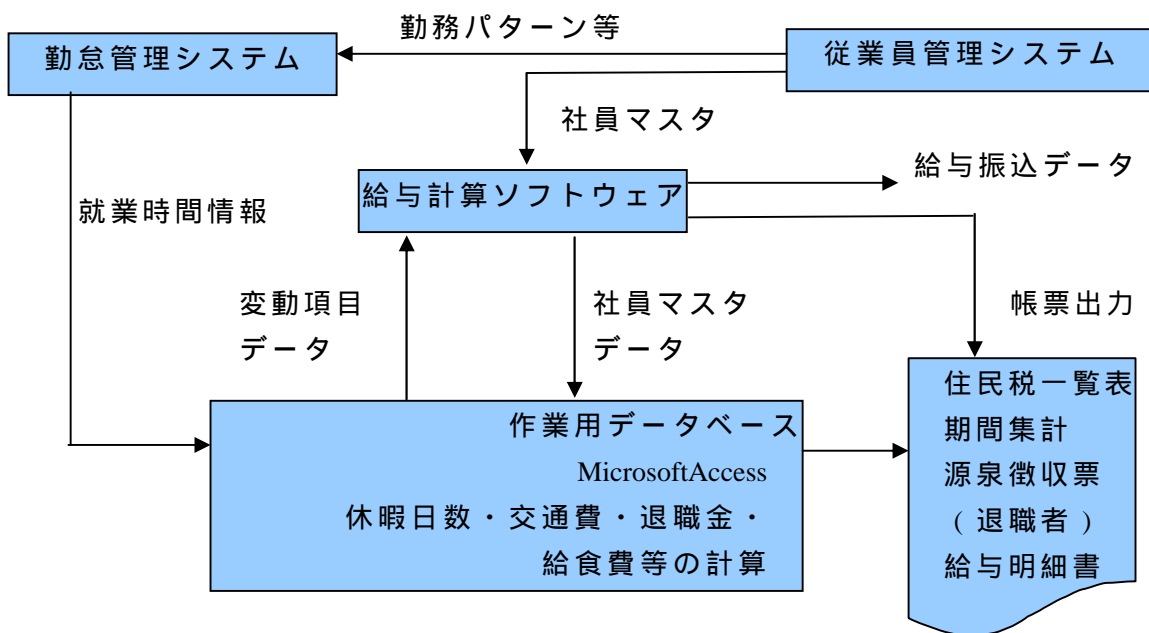 勤務パターン等
勤怠管理システム
従業員管理システム
社員マスタ
給与振込データ
給与計算ソフトウェア
就業時間情報
変動項目
データ
社員マスタ
データ
帳票出力
作業用データベース
MicrosoftAccess
休暇日数・交通費・退職金・
給食費等の計算
住民税一覧表
期間集計
源泉徴収票
(退職者)
給与明細書